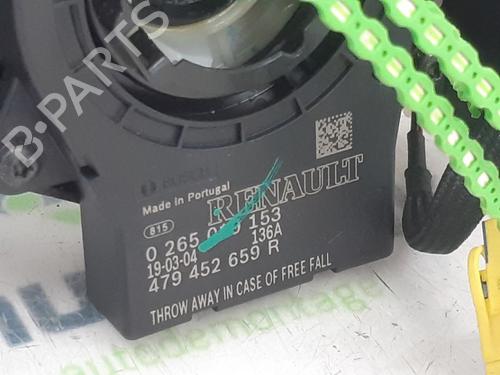 B-PARTS
BOSCH
Made in Portugal
RENAULT
815
0 265 0 153
19-03-04 136A
479 452 659 R
THROW AWAY IN CASE OF FREE FALL